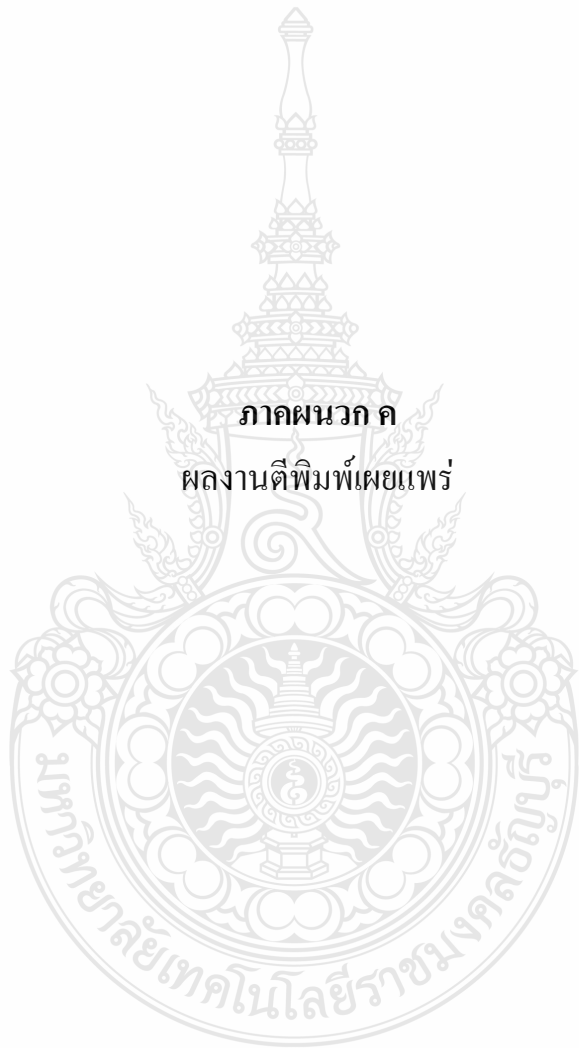 ภาคผนวก ค
ผลงานตีพิมพ์เผยแพร่
มหาวิทยาลัยเทคโนโลยีราชมงคลธัญบุรี